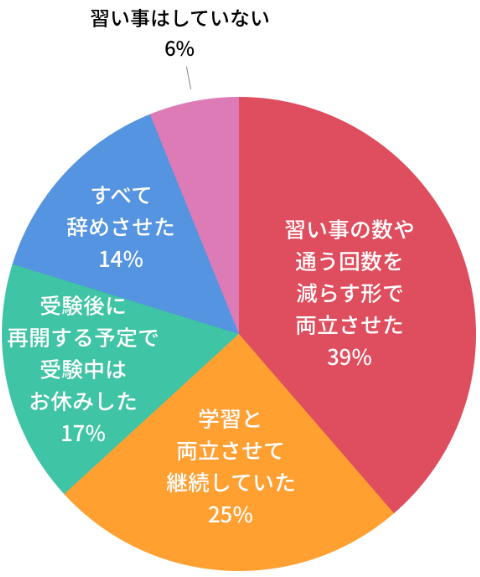 習い事はしていない
6%
習い事の数や
通う回数を
減らす形で
両立させた
39%
学習と
両立させて
継続していた
25%
受験後に
再開する予定で
受験中は
お休みした
17%
すべて
辞めさせた
14%